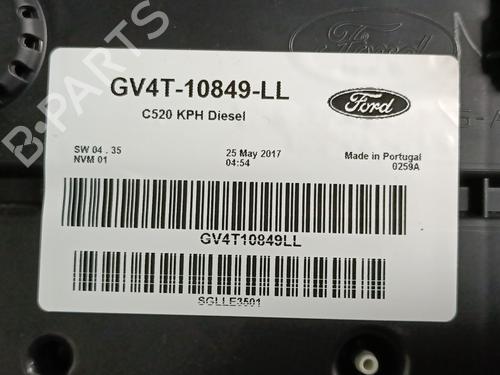 Ford
GV4T-10849-LL
C520 KPH Diesel
Ford
SW 04 . 35
NVM 01
25 May 2017
04:54
Made in Portugal
0259A
GV4T10849LL
SGLLE3501
B-PARTS